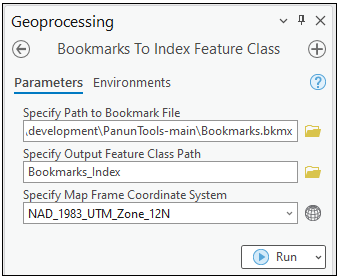 Geoprocessing
Bookmarks To Index Feature Class
Parameters Environments
Specify Path to Bookmark File
development\PanunTools-main\Bookmarks.bkmx
Specify Output Feature Class Path
Bookmarks_Index
Specify Map Frame Coordinate System
NAD_1983_UTM_Zone_12N
Run